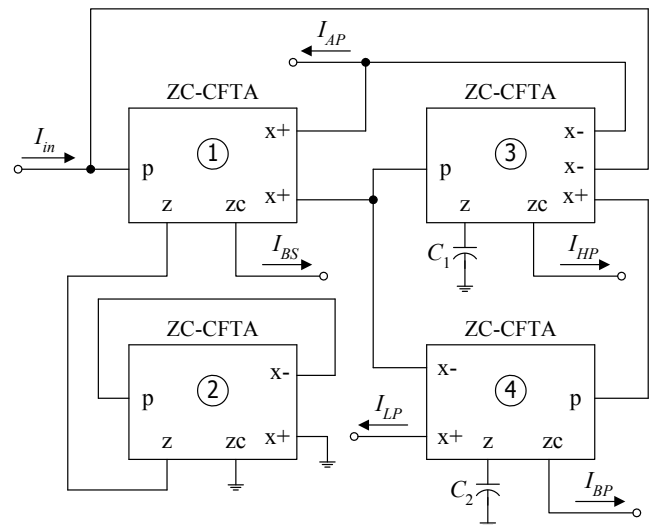 I_AP
ZC-CFTA
ZC-CFTA
I_in
p
1
x+
x+
z
zc
p
3
x-
x-
x+
z
zc
I_BS
C_1
I_HP
ZC-CFTA
ZC-CFTA
p
2
x-
x+
z
zc
x-
4
p
I_LP
x+
z
zc
C_2
I_BP